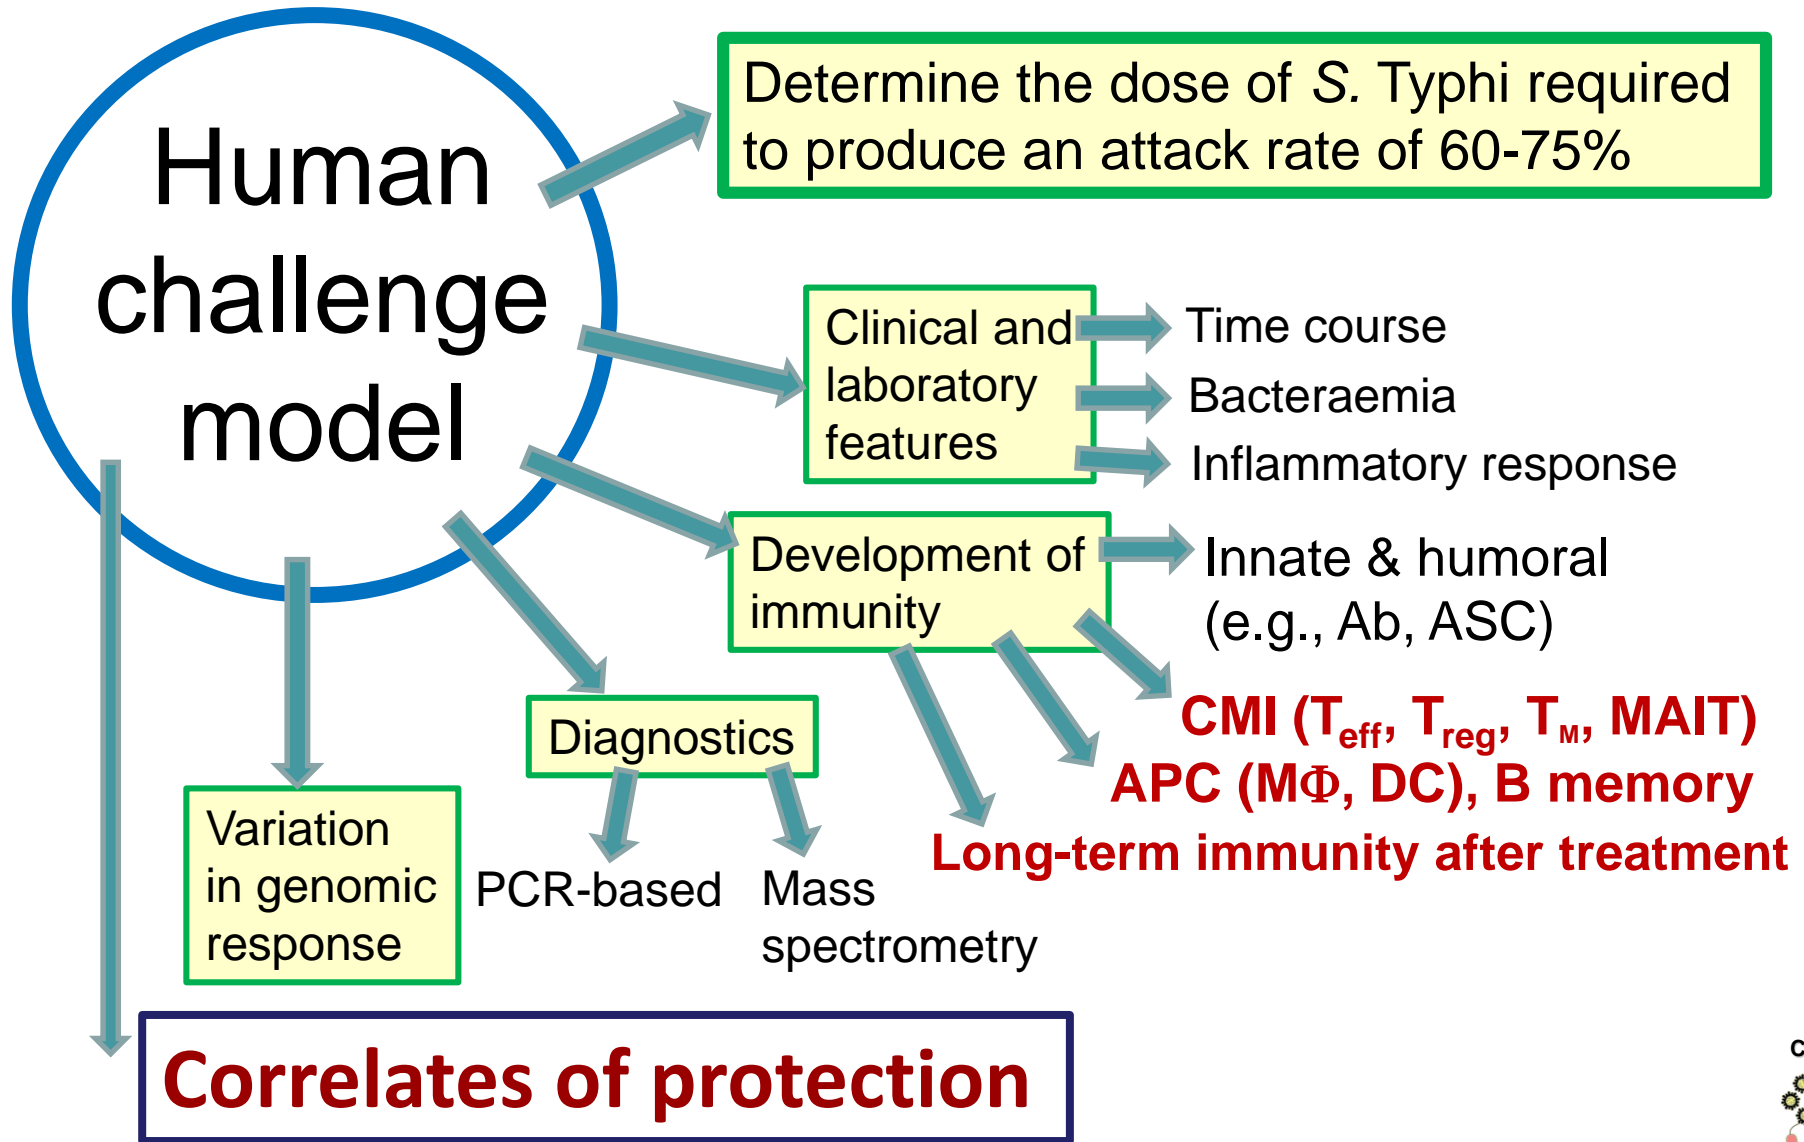 Human
challenge
model
Determine the dose of S. Typhi required
to produce an attack rate of 60-75%
Clinical and
laboratory
features
Time course
Bacteraemia
Inflammatory response
Development of
immunity
Innate & humoral
(e.g., Ab, ASC)
CMI (Teff, Treg, TM, MAIT)
APC (MΦ, DC), B memory
Long-term immunity after treatment
Diagnostics
PCR-based
Mass
spectrometry
Variation
in genomic
response
Correlates of protection